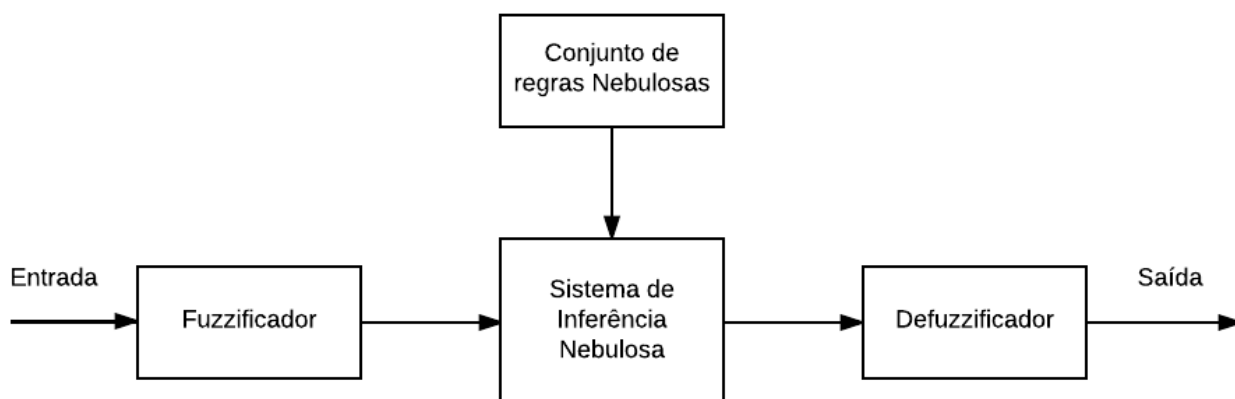 Conjunto de
regras Nebulosas
Entrada
Fuzzificador
Sistema de
Inferência
Nebulosa
Defuzzificador
Saída